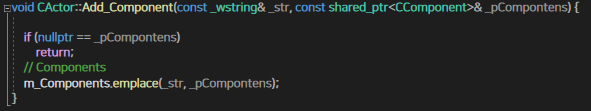 void CActor::Add_Component(const _wstring& _str, const shared_ptr<CComponent>& _pCompontens) {
if (nullptr == _pCompontens)
return;
// Components
m_Components.emplace(_str, _pCompontens);
}